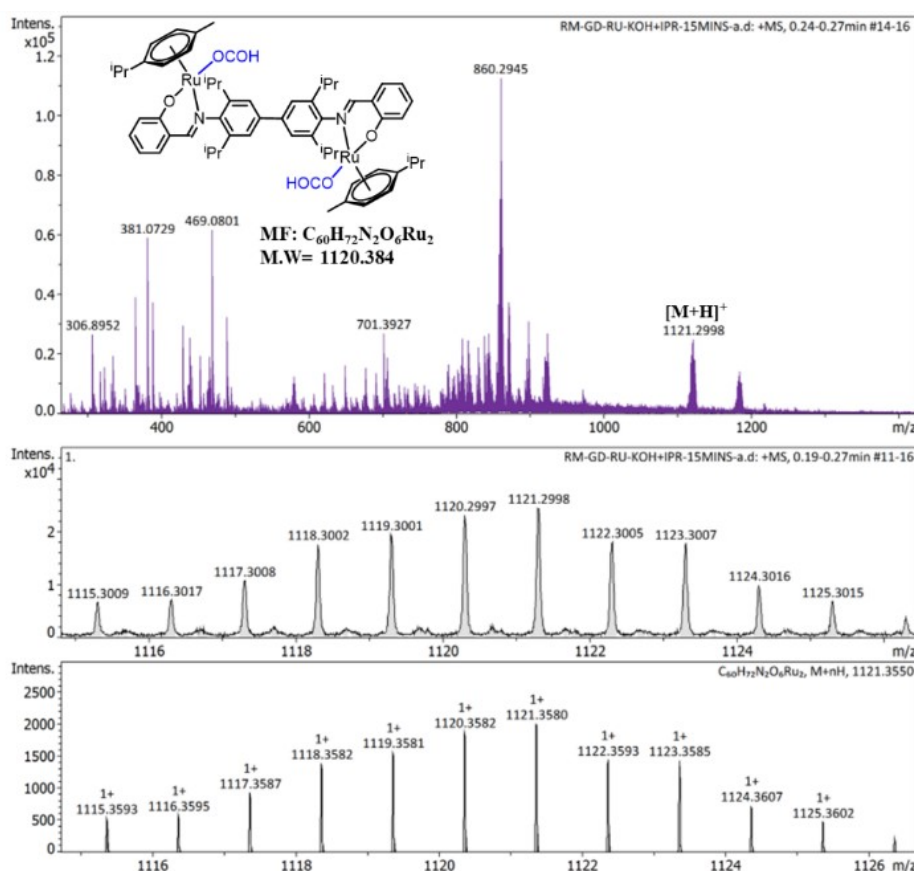 Intens.
x10⁵
RM-GD-RU-KOH+IPR-15MINS-a.d: +MS, 0.24-0.27min #14-16
1.2
1.0
0.8
0.6
0.4
0.2
0.0
ⁱPr
Ru
OCOH
O
N
ⁱPr
ⁱPr
ⁱPr
ⁱPr
N
O
Ru
HOCO
ⁱPr
MF: C₆₀H₇₂N₂O₆Ru₂
M.W= 1120.384
306.8952
381.0729
469.0801
701.3927
860.2945
[M+H]⁺
1121.2998
400
600
800
1000
1200
m/z
Intens.
x10⁴
1.
RM-GD-RU-KOH+IPR-15MINS-a.d: +MS, 0.19-0.27min #11-16
2
1
0
1115.3009
1116.3017
1117.3008
1118.3002
1119.3001
1120.2997
1121.2998
1122.3005
1123.3007
1124.3016
1125.3015
1116
1118
1120
1122
1124
m/z
Intens.
C₆₀H₇₂N₂O₆Ru₂, M+nH, 1121.3550
2500
2000
1500
1000
500
0
1+
1115.3593
1+
1116.3595
1+
1117.3587
1+
1118.3582
1+
1119.3581
1+
1120.3582
1+
1121.3580
1+
1122.3593
1+
1123.3585
1+
1124.3607
1+
1125.3602
1116
1118
1120
1122
1124
1126
m/z